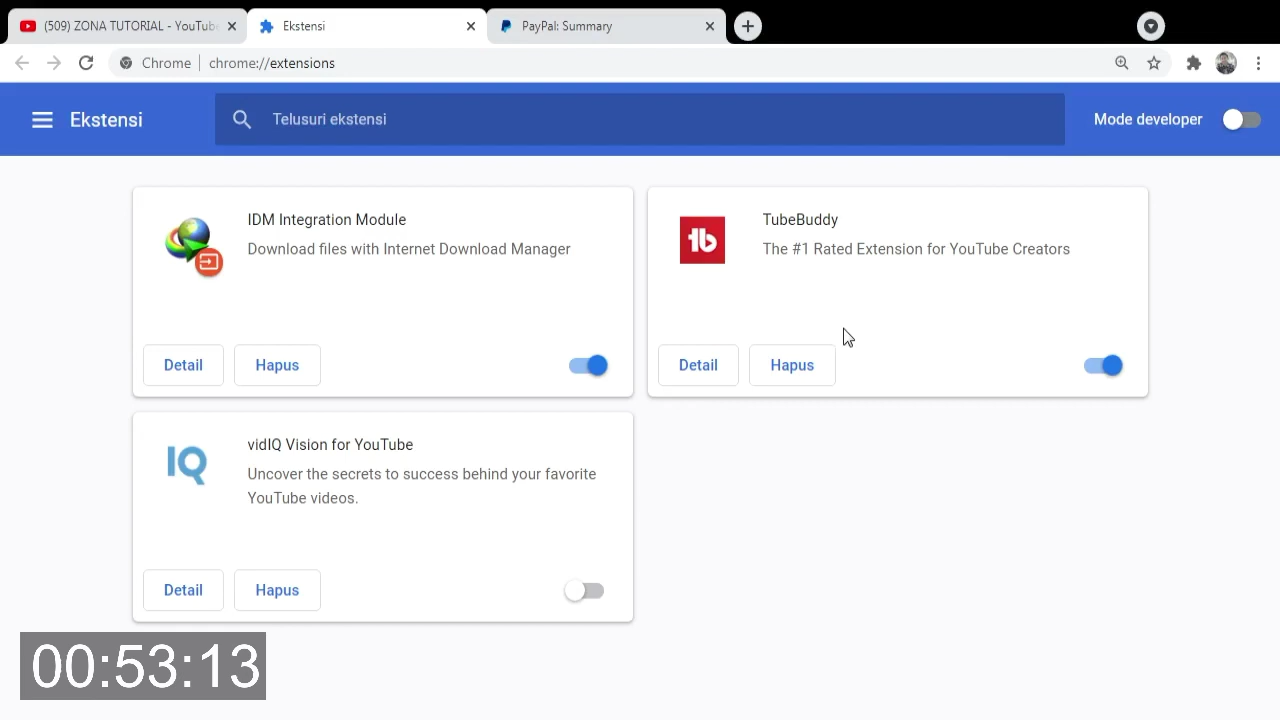 (509) ZONA TUTORIAL - YouTube
Ekstensi
PayPal: Summary
Chrome
chrome://extensions
Ekstensi
Telusuri ekstensi
Mode developer
IDM Integration Module
Download files with Internet Download Manager
Detail
Hapus
TubeBuddy
The #1 Rated Extension for YouTube Creators
Detail
Hapus
IQ
vidIQ Vision for YouTube
Uncover the secrets to success behind your favorite
YouTube videos.
Detail
Hapus
00:53:13